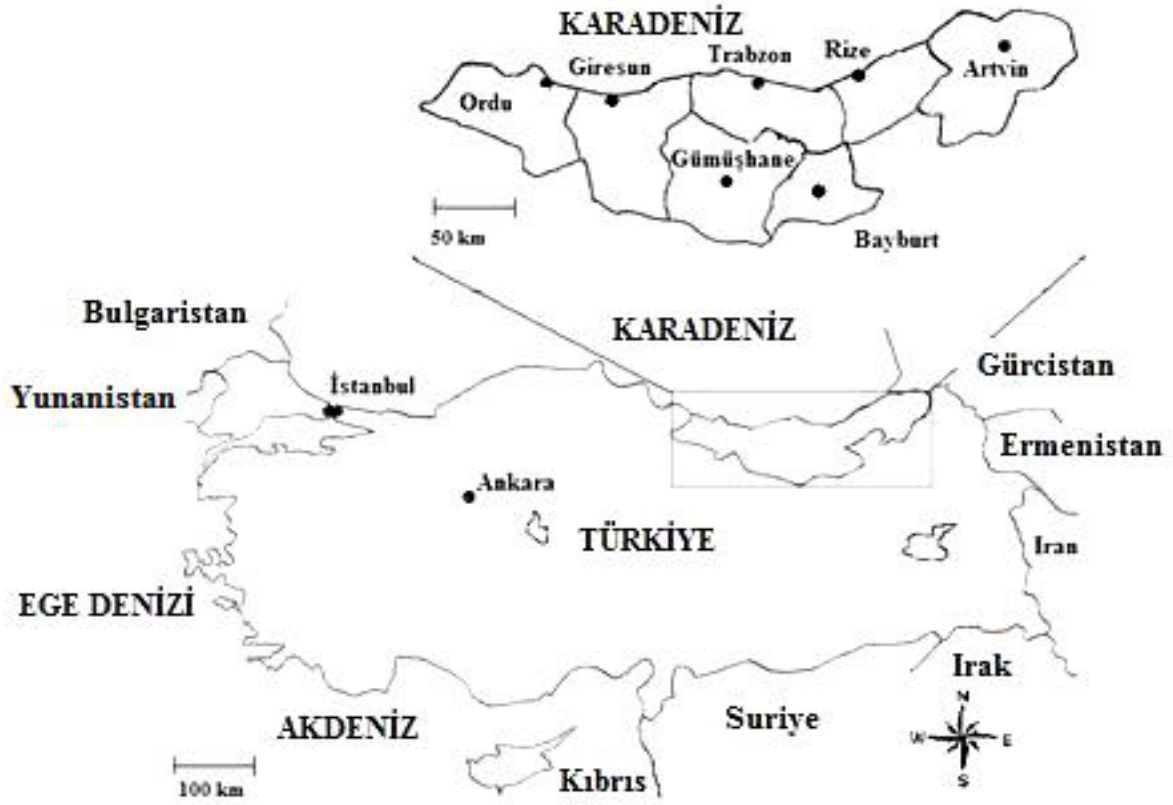 KARADENİZ
Trabzon
Rize
Giresun
Artvin
Ordu
Gümüşhane
50 km
Bayburt
Bulgaristan
KARADENİZ
Gürcistan
İstanbul
Yunanistan
Ermenistan
Ankara
TÜRKİYE
Iran
EGE DENİZİ
Irak
N
Suriye
AKDENİZ
W
E
S
Kıbrıs
100 km